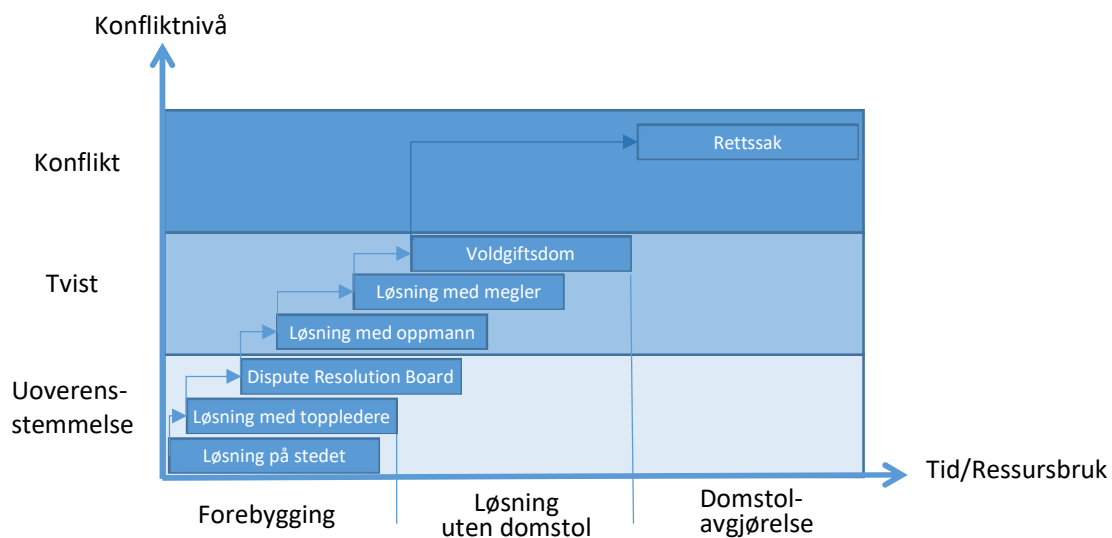 Konfliktnivå
Konflikt
Rettssak
Tvist
Voldgiftsdom
Løsning med megler
Løsning med oppmann
Uoverens-
stemmelse
Dispute Resolution Board
Løsning med toppledere
Løsning på stedet
Tid/Ressursbruk
Forebygging
Løsning
uten domstol
Domstol-
avgjørelse